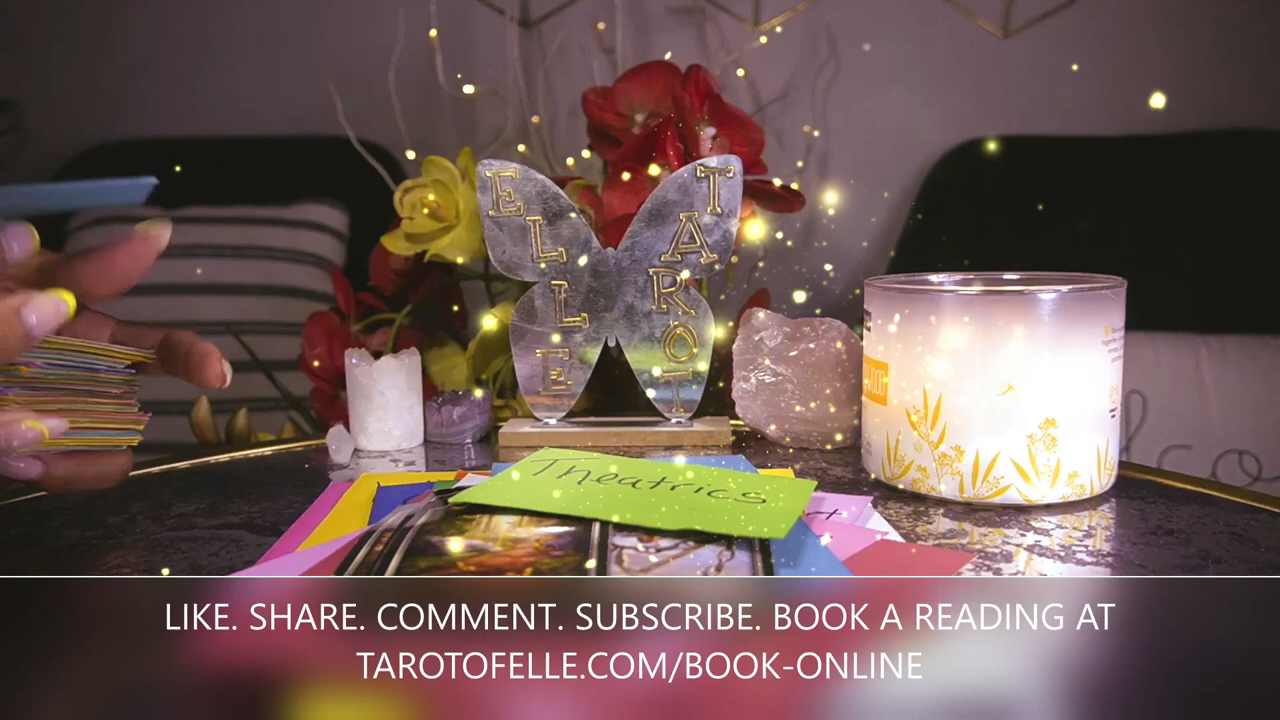 ELLE
TAROT
Theatrics
LIKE. SHARE. COMMENT. SUBSCRIBE. BOOK A READING AT
TAROTOFELLE.COM/BOOK-ONLINE